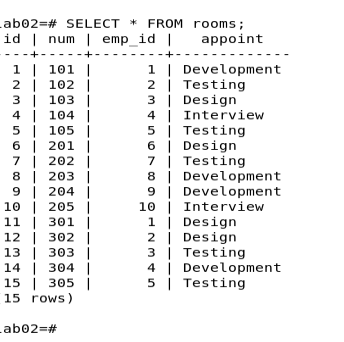 lab02=# SELECT * FROM rooms;
id | num | emp_id |   appoint
----+-----+--------+-------------
  1 | 101 |      1 | Development
  2 | 102 |      2 | Testing
  3 | 103 |      3 | Design
  4 | 104 |      4 | Interview
  5 | 105 |      5 | Testing
  6 | 201 |      6 | Design
  7 | 202 |      7 | Testing
  8 | 203 |      8 | Development
  9 | 204 |      9 | Development
 10 | 205 |     10 | Interview
 11 | 301 |      1 | Design
 12 | 302 |      2 | Design
 13 | 303 |      3 | Testing
 14 | 304 |      4 | Development
 15 | 305 |      5 | Testing
15 rows)
lab02=#